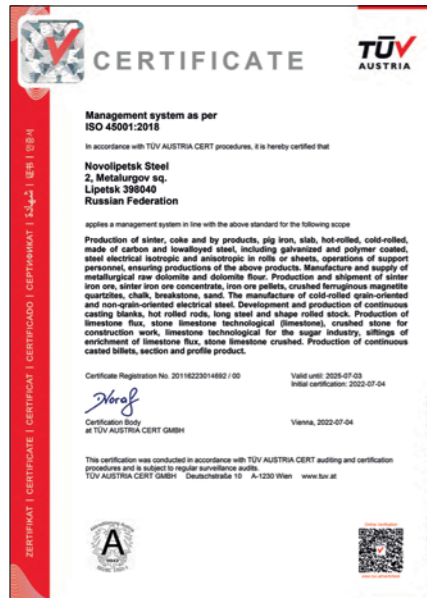 CERTIFICATE
TÜV
AUSTRIA
Management system as per
ISO 45001:2018
In accordance with TÜV AUSTRIA CERT procedures, it is hereby certified that
Novolipetsk Steel
2, Metalurgov sq.
Lipetsk 398040
Russian Federation
applies a management system in line with the above standard for the following scope
Production of sinter, coke and by products, pig iron, slab, hot-rolled, cold-rolled,
made of carbon and lowalloyed steel, including galvanized and polymer coated,
steel electrical isotropic and anisotropic in rolls or sheets, operations of support
personnel, ensuring productions of the above products. Manufacture and supply of
metallurgical raw dolomite and dolomite flour. Production and shipment of sinter
iron ore, sinter iron ore concentrate, iron ore pellets, crushed ferruginous magnetite
quartzites, chalk, breakstone, sand. The manufacture of cold-rolled grain-oriented
and non-grain-oriented electrical steel. Development and production of continuous
casting blanks, hot rolled rods, long steel and shape rolled stock. Production of
limestone flux, stone limestone technological (limestone), crushed stone for
construction work, limestone technological for the sugar industry, siftings of
enrichment of limestone flux, stone limestone crushed. Production of continuous
casted billets, section and profile product.
Certificate Registration No. 20116223014692 / 00
Valid until: 2025-07-03
Initial certification: 2022-07-04
Certification Body
at TÜV AUSTRIA CERT GMBH
Vienna, 2022-07-04
This certification was conducted in accordance with TÜV AUSTRIA CERT auditing and certification
procedures and is subject to regular surveillance audits.
TÜV AUSTRIA CERT GMBH Deutschstraße 10 A-1230 Wien www.tuv.at
ZERTIFIKAT | CERTIFICATE | CERTIFICAT | CERTIFICADO | СЕРТИФИКАТ | شهادة | 证书 | 인증서
A
Online Verification